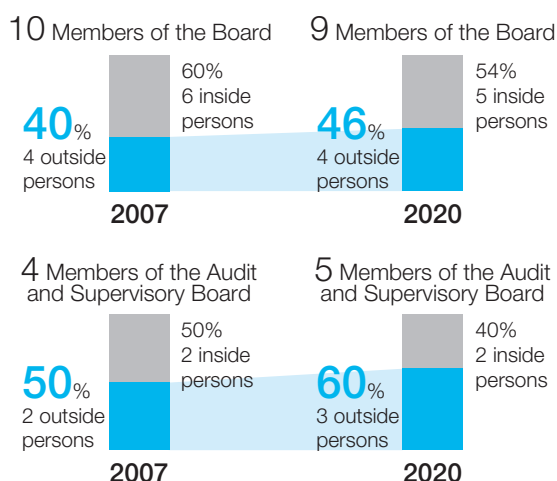 10 Members of the Board
60%
6 inside
persons
40%
4 outside
persons
2007
9 Members of the Board
54%
5 inside
persons
46%
4 outside
persons
2020
4 Members of the Audit
and Supervisory Board
50%
2 inside
persons
50%
2 outside
persons
2007
5 Members of the Audit
and Supervisory Board
40%
2 inside
persons
60%
3 outside
persons
2020